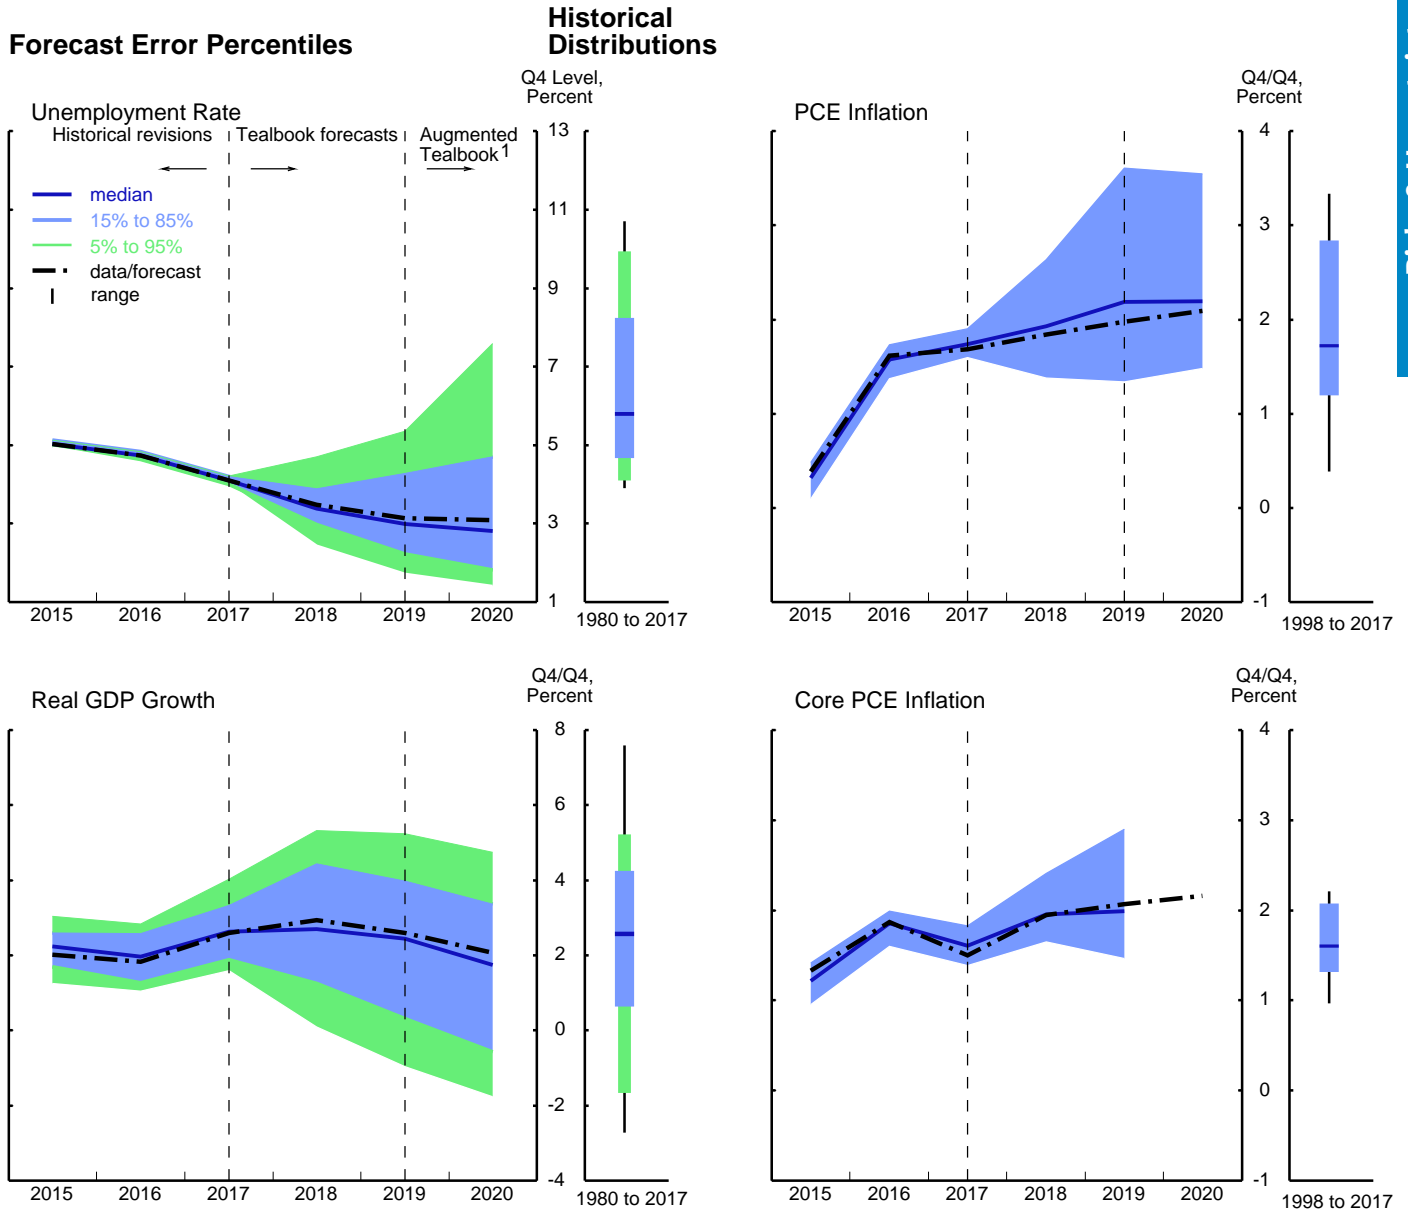 Forecast Error Percentiles
Historical
Distributions
Unemployment Rate
Q4 Level,
Percent
Historical revisions
Tealbook forecasts
Augmented
Tealbook1
median
15% to 85%
5% to 95%
data/forecast
range
13
11
9
7
5
3
1
2015 2016 2017 2018 2019 2020
1980 to 2017
PCE Inflation
Q4/Q4,
Percent
4
3
2
1
0
-1
2015 2016 2017 2018 2019 2020
1998 to 2017
Real GDP Growth
Q4/Q4,
Percent
8
6
4
2
0
-2
-4
2015 2016 2017 2018 2019 2020
1980 to 2017
Core PCE Inflation
Q4/Q4,
Percent
4
3
2
1
0
-1
2015 2016 2017 2018 2019 2020
1998 to 2017